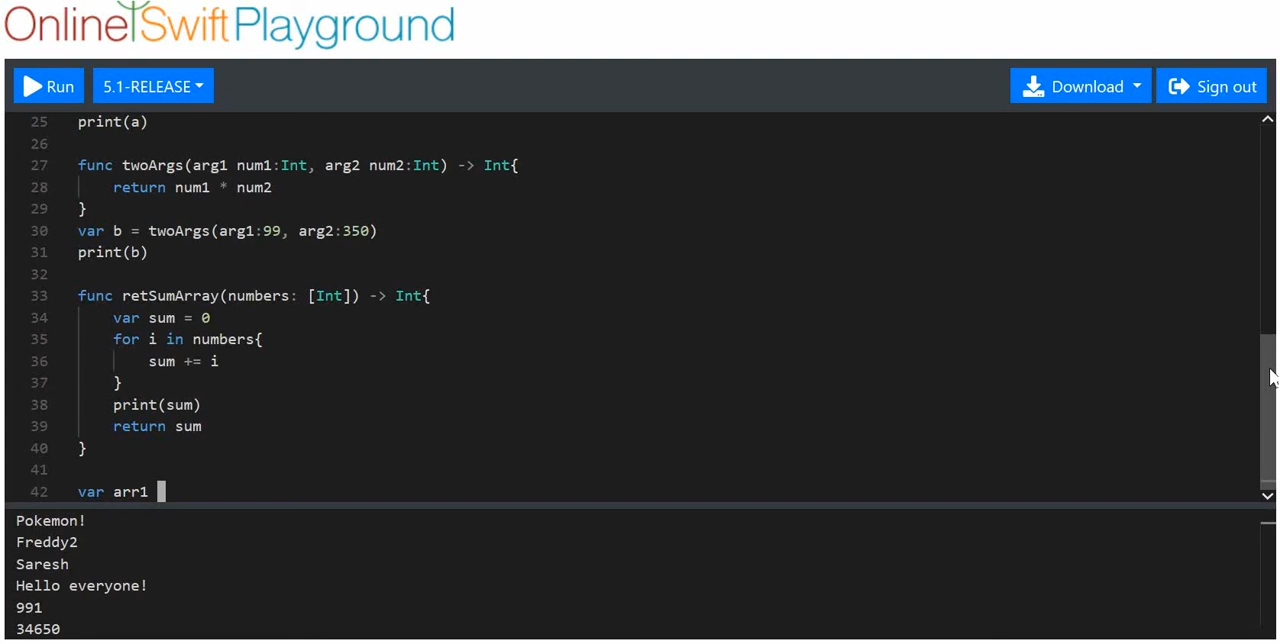 Online Swift Playground
Run 5.1-RELEASE Download Sign out
25 print(a)
26
27 func twoArgs(arg1 num1:Int, arg2 num2:Int) -> Int{
28 return num1 * num2
29 }
30 var b = twoArgs(arg1:99, arg2:350)
31 print(b)
32
33 func retSumArray(numbers: [Int]) -> Int{
34 var sum = 0
35 for i in numbers{
36 sum += i
37 }
38 print(sum)
39 return sum
40 }
41
42 var arr1
Pokemon!
Freddy2
Saresh
Hello everyone!
991
34650